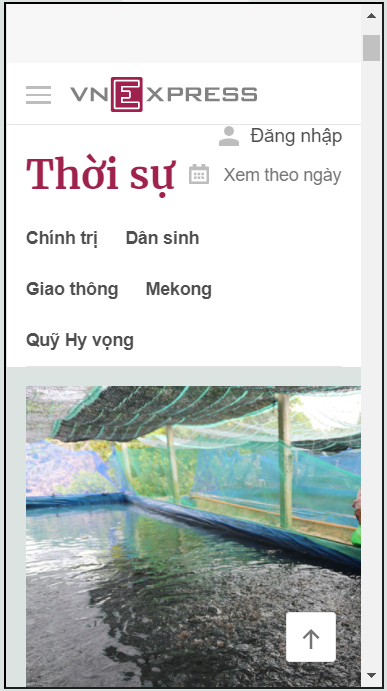 VNEXPRESS
Đăng nhập
Thời sự
Xem theo ngày
Chính trị Dân sinh
Giao thông Mekong
Quỹ Hy vọng